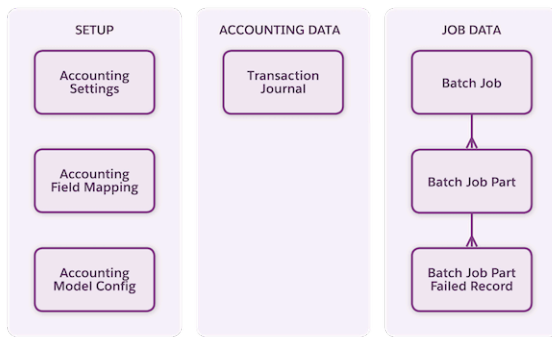 SETUP
Accounting
Settings
Accounting
Field Mapping
Accounting
Model Config
ACCOUNTING DATA
Transaction
Journal
JOB DATA
Batch Job
Batch Job Part
Batch Job Part
Failed Record